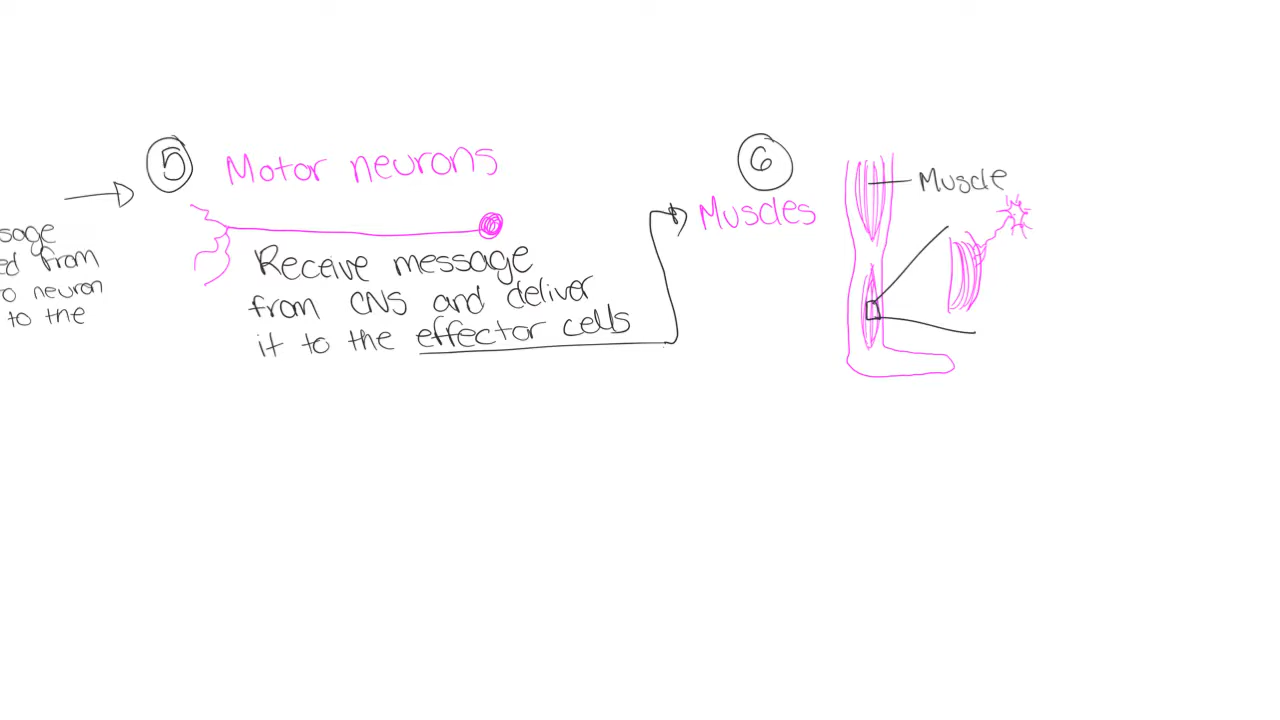 5 Motor neurons
ssage
ed from
o neuron
to the
Receive message
from CNS and deliver
it to the effector cells
6
Muscles
Muscle